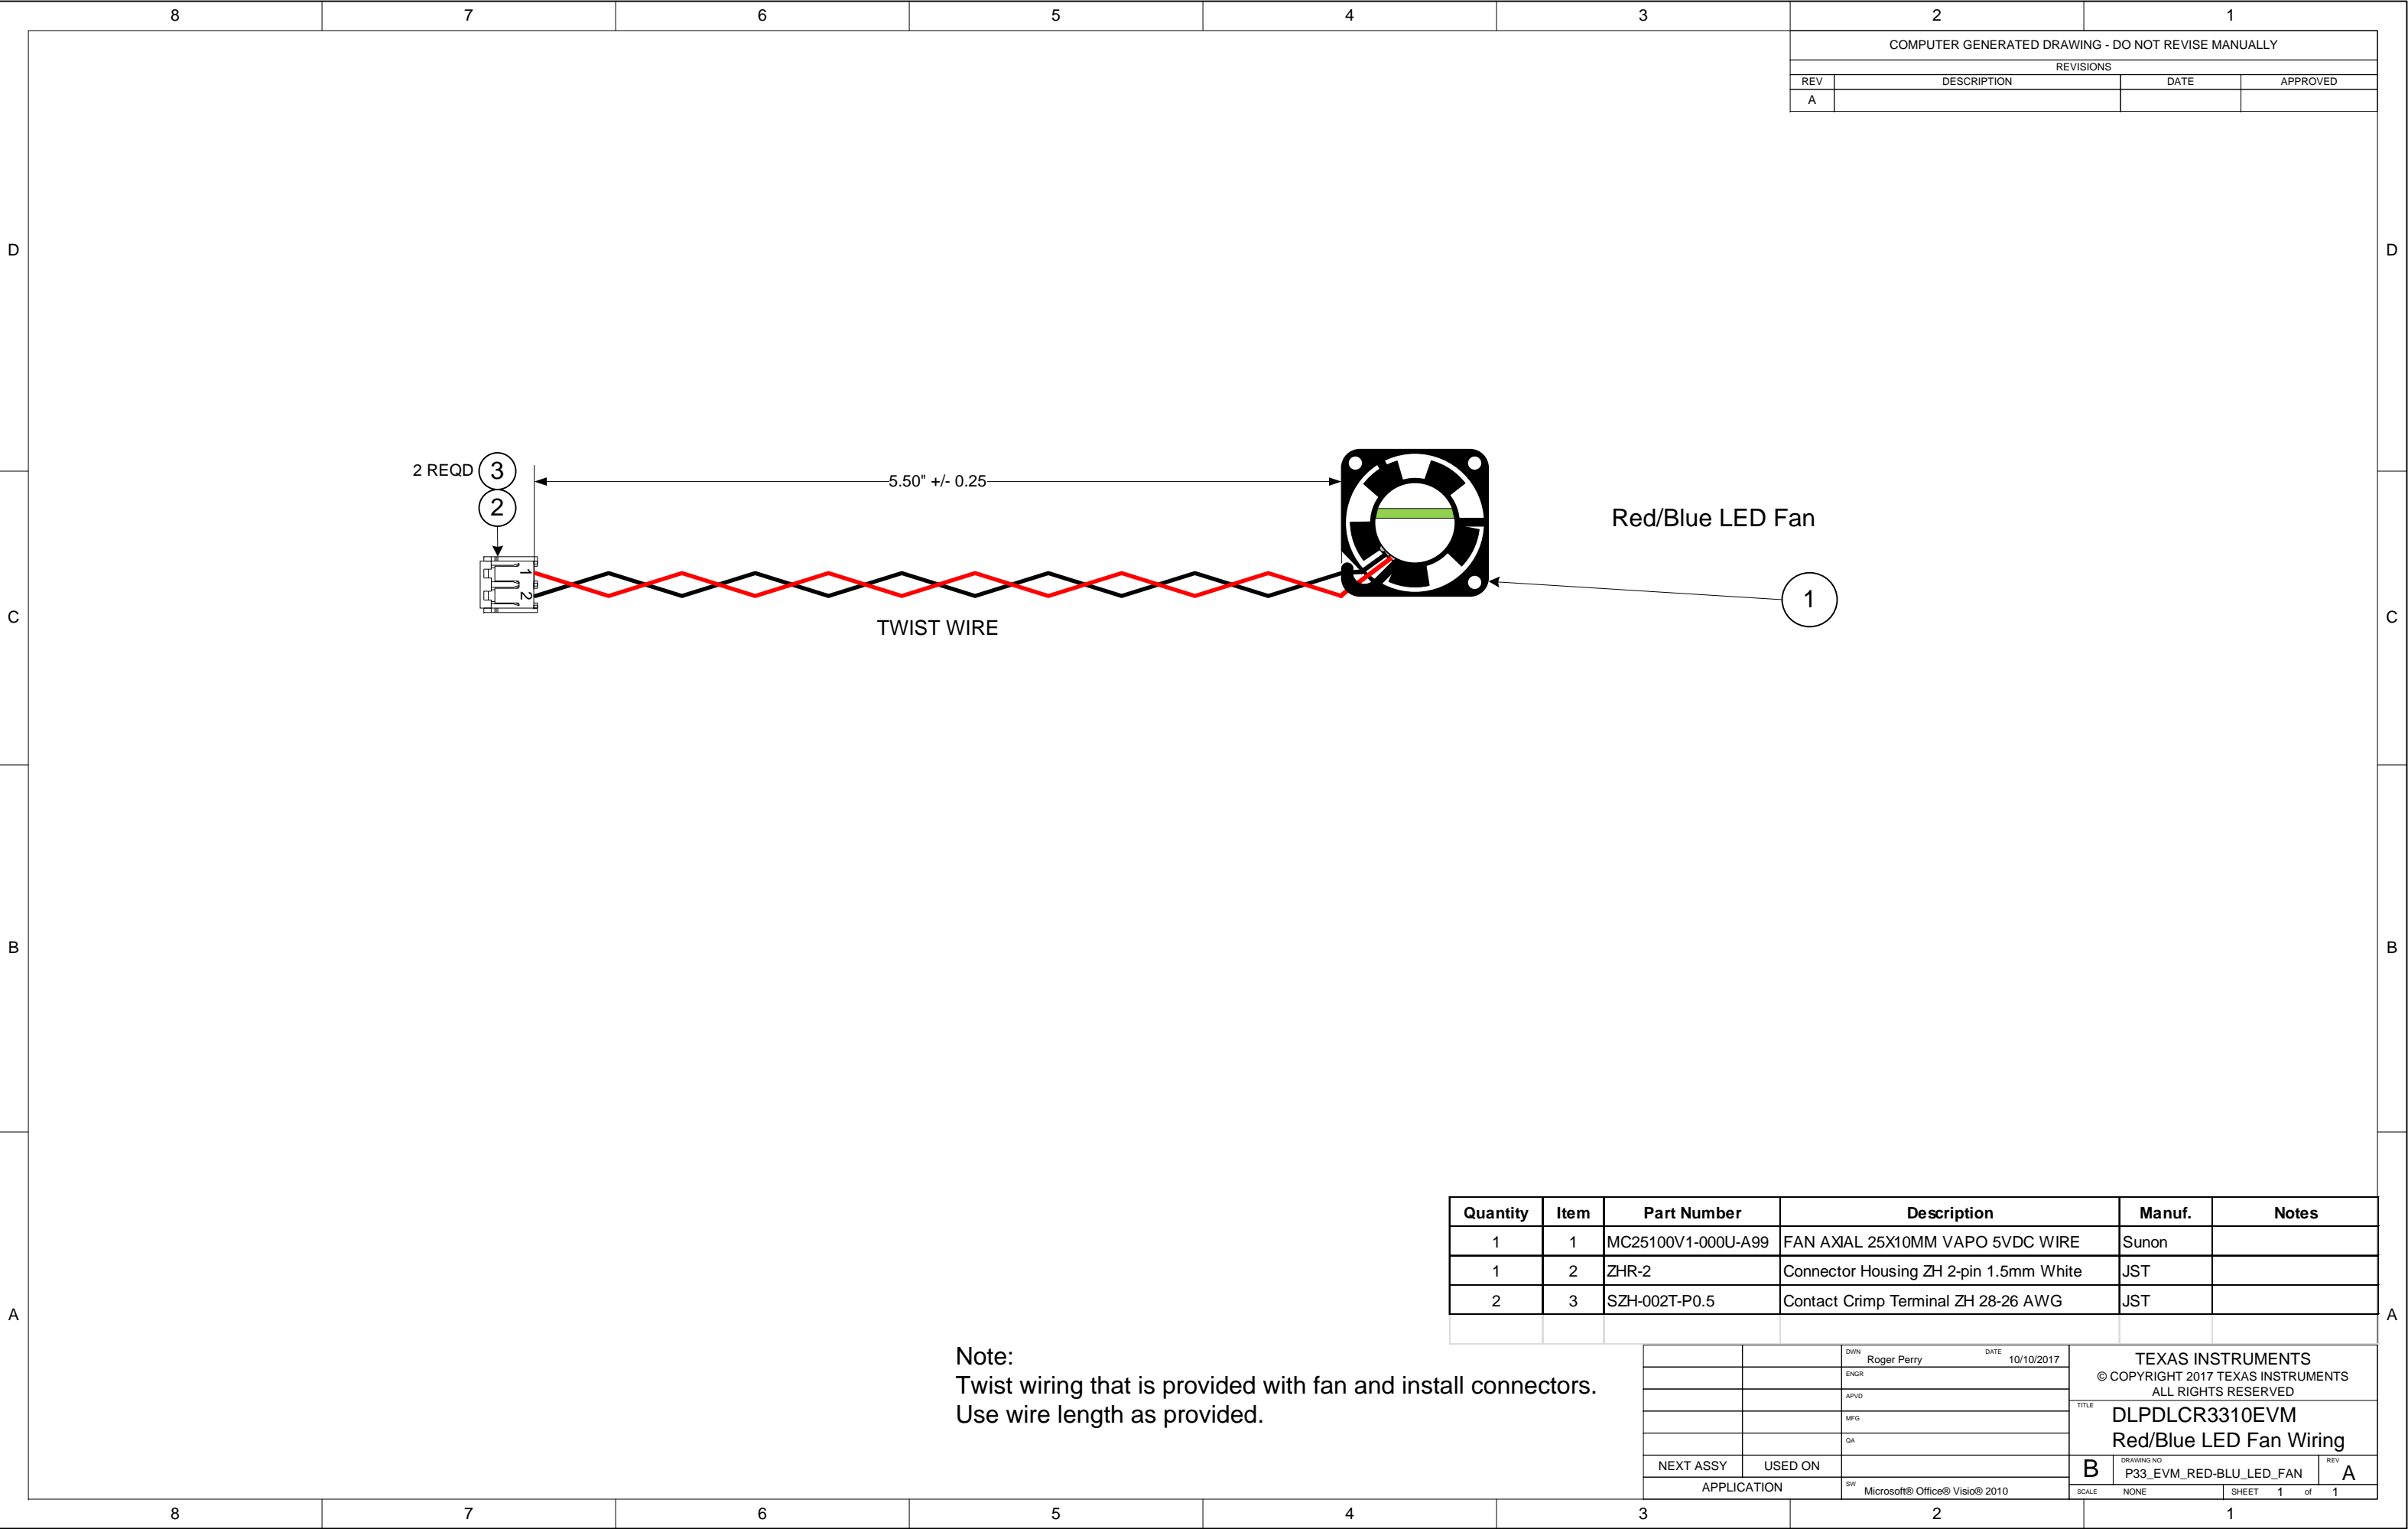 8 7 6 5 4 3 2 1
COMPUTER GENERATED DRAWING - DO NOT REVISE MANUALLY
REVISIONS
REV DESCRIPTION DATE APPROVED
A
D D
2 REQD 3
2
5.50" +/- 0.25
Red/Blue LED Fan
1
2
1
TWIST WIRE
C C
B B
Quantity Item Part Number Description Manuf. Notes
1 1 MC25100V1-000U-A99 FAN AXIAL 25X10MM VAPO 5VDC WIRE Sunon
1 2 ZHR-2 Connector Housing ZH 2-pin 1.5mm White JST
2 3 SZH-002T-P0.5 Contact Crimp Terminal ZH 28-26 AWG JST
A A
Note:
Twist wiring that is provided with fan and install connectors.
Use wire length as provided.
DWN Roger Perry DATE 10/10/2017
ENGR
APVD
MFG
QA
NEXT ASSY USED ON
APPLICATION
SW Microsoft® Office® Visio® 2010
TEXAS INSTRUMENTS
© COPYRIGHT 2017 TEXAS INSTRUMENTS
ALL RIGHTS RESERVED
TITLE DLPDLCR3310EVM
Red/Blue LED Fan Wiring
B DRAWING NO P33_EVM_RED-BLU_LED_FAN REV A
SCALE NONE SHEET 1 of 1
8 7 6 5 4 3 2 1